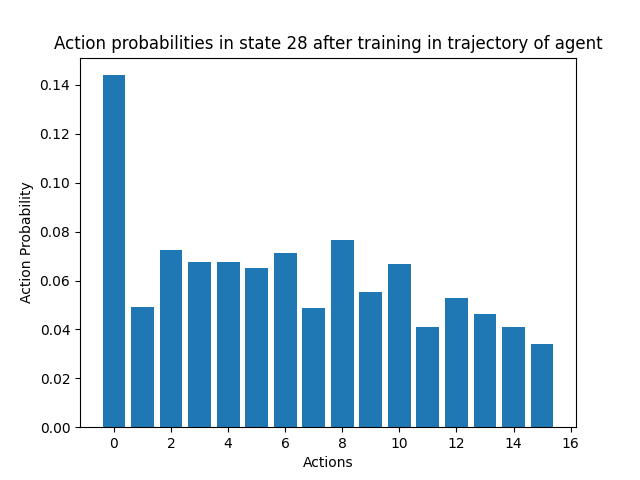 Action probabilities in state 28 after training in trajectory of agent
0.14
0.12
0.10
0.08
0.06
0.04
0.02
0.00
Action Probability
0 2 4 6 8 10 12 14 16
Actions